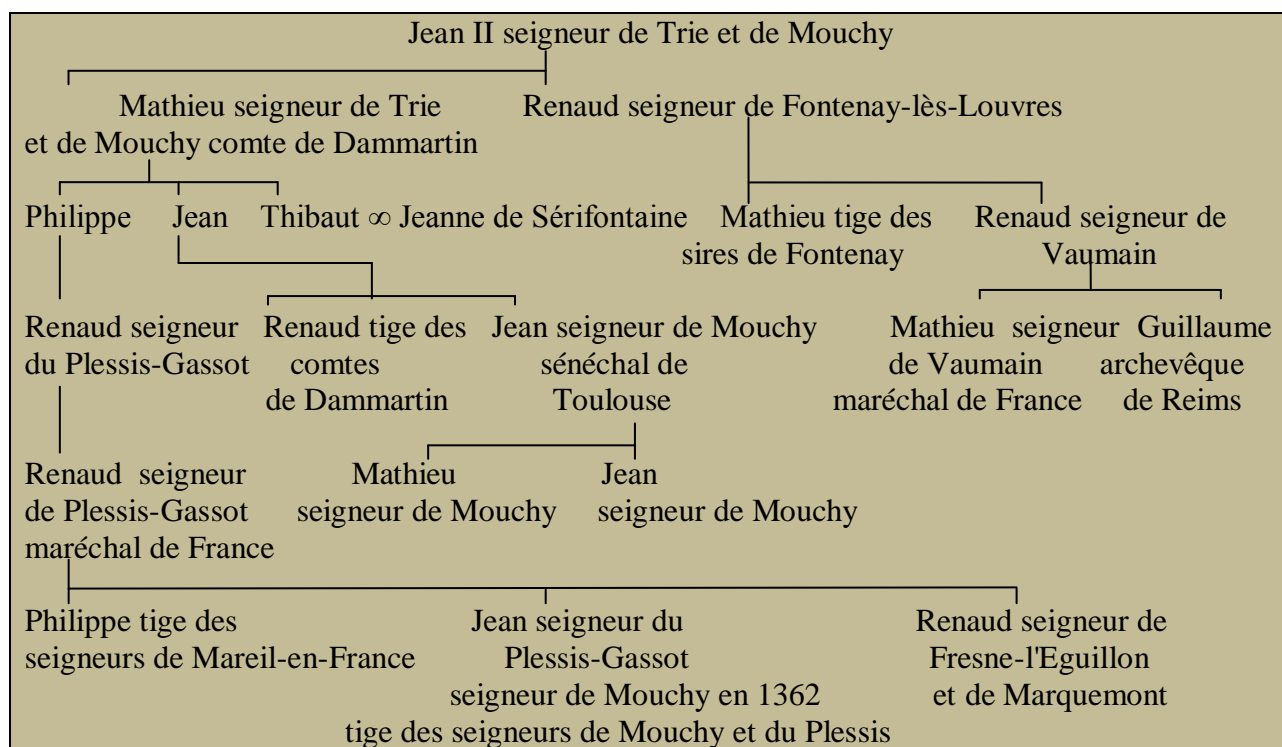 Jean II seigneur de Trie et de Mouchy
Mathieu seigneur de Trie Renaud seigneur de Fontenay-lès-Louvres
et de Mouchy comte de Dammartin
Philippe Jean Thibaut ∞ Jeanne de Sérifontaine Mathieu tige des Renaud seigneur de
sires de Fontenay Vaumain
Renaud seigneur Renaud tige des Jean seigneur de Mouchy Mathieu seigneur Guillaume
du Plessis-Gassot comtes sénéchal de de Vaumain archevêque
de Dammartin Toulouse maréchal de France de Reims
Renaud seigneur Mathieu Jean
de Plessis-Gassot seigneur de Mouchy seigneur de Mouchy
maréchal de France
Philippe tige des Jean seigneur du Renaud seigneur de
seigneurs de Mareil-en-France Plessis-Gassot Fresne-l'Eguillon
seigneur de Mouchy en 1362 et de Marquemont
tige des seigneurs de Mouchy et du Plessis